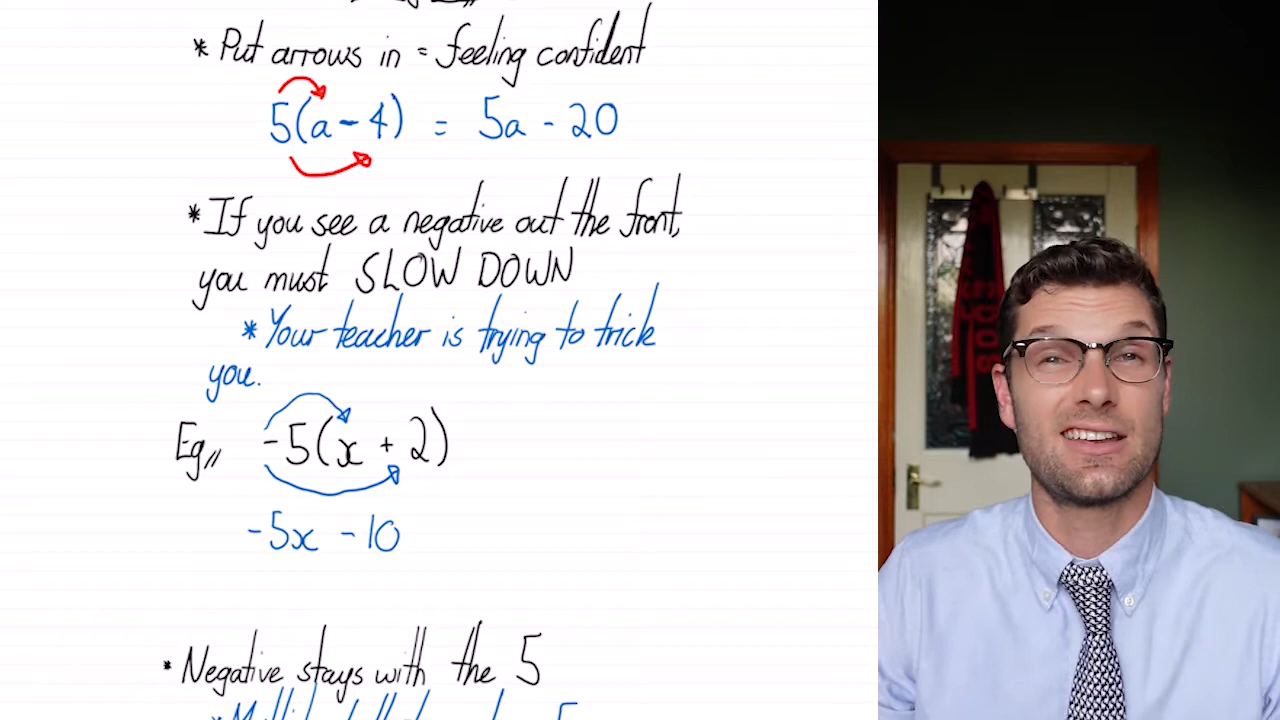 * Put arrows in = feeling confident
5(a - 4) = 5a - 20
* If you see a negative out the front,
you must SLOW DOWN
* Your teacher is trying to trick
you.
Eg,, -5(x + 2)
-5x - 10
* Negative stays with the 5